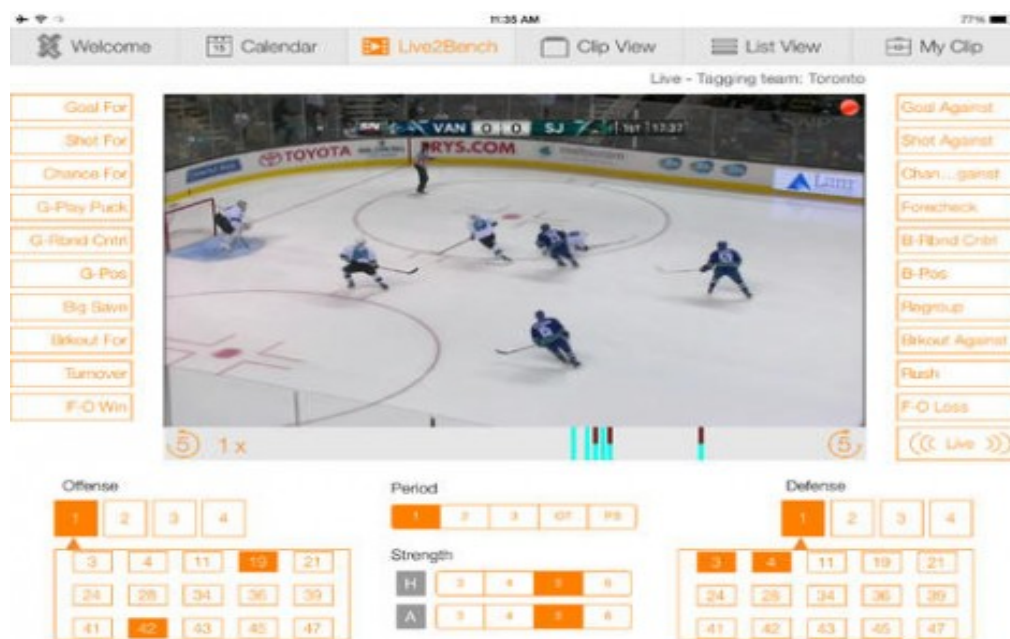 11:35 AM
77%
Welcome
15
Calendar
Live2Bench
Clip View
List View
My Clip
Live - Tagging team: Toronto
Goal For
Shot For
Chance For
G-Play Puck
G-Rbnd Cntrl
G-Pos
Big Save
Brkout For
Turnover
F-O Win
VAN 0 0 SJ 1ST 17:37
TOYOTA
RYS.COM
Goal Against
Shot Against
Chan...gainst
Forecheck
B-Rbnd Cntrl
B-Pos
Regroup
Brkout Against
Rush
F-O Loss
Live
5
1 x
5
Offense
1 2 3 4
3 4 11 19 21
24 28 34 36 39
41 42 43 45 47
Period
1 2 3 OT PS
Strength
H 3 4 5 6
A 3 4 5 6
Defense
1 2 3 4
3 4 11 19 21
24 28 34 36 39
41 42 43 45 47